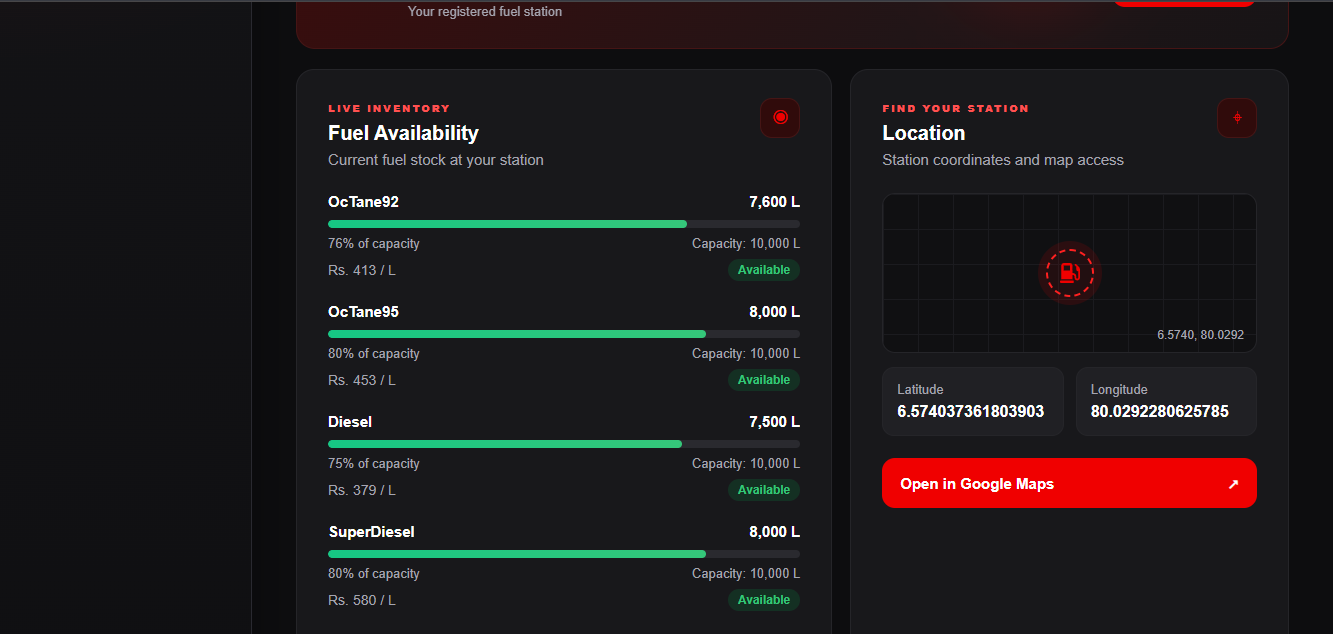 Your registered fuel station
LIVE INVENTORY
Fuel Availability
Current fuel stock at your station
OcTane92
7,600 L
76% of capacity
Capacity: 10,000 L
Rs. 413 / L
Available
OcTane95
8,000 L
80% of capacity
Capacity: 10,000 L
Rs. 453 / L
Available
Diesel
7,500 L
75% of capacity
Capacity: 10,000 L
Rs. 379 / L
Available
SuperDiesel
8,000 L
80% of capacity
Capacity: 10,000 L
Rs. 580 / L
Available
FIND YOUR STATION
Location
Station coordinates and map access
6.5740, 80.0292
Latitude
6.574037361803903
Longitude
80.0292280625785
Open in Google Maps ↗